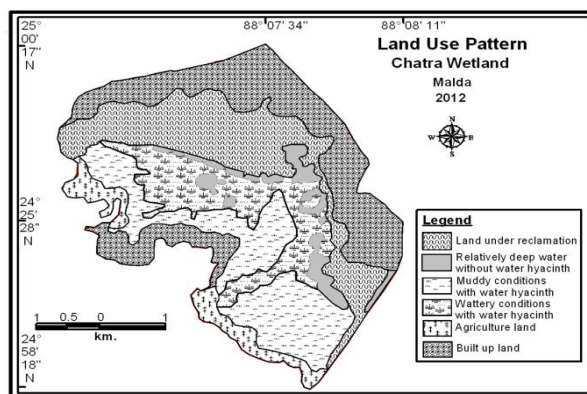 88° 07' 34"
88° 08' 11"
25°
00'
17"
N
Land Use Pattern
Chatra Wetland
Malda
2012
N
W
E
S
24°
25'
28"
N
Legend
Land under reclamation
Relatively deep water
without water hyacinth
Muddy conditions
with water hyacinth
Wattery conditions
with water hyacinth
Agriculture land
Built up land
1 0.5 0 1
km.
24°
58'
18"
N